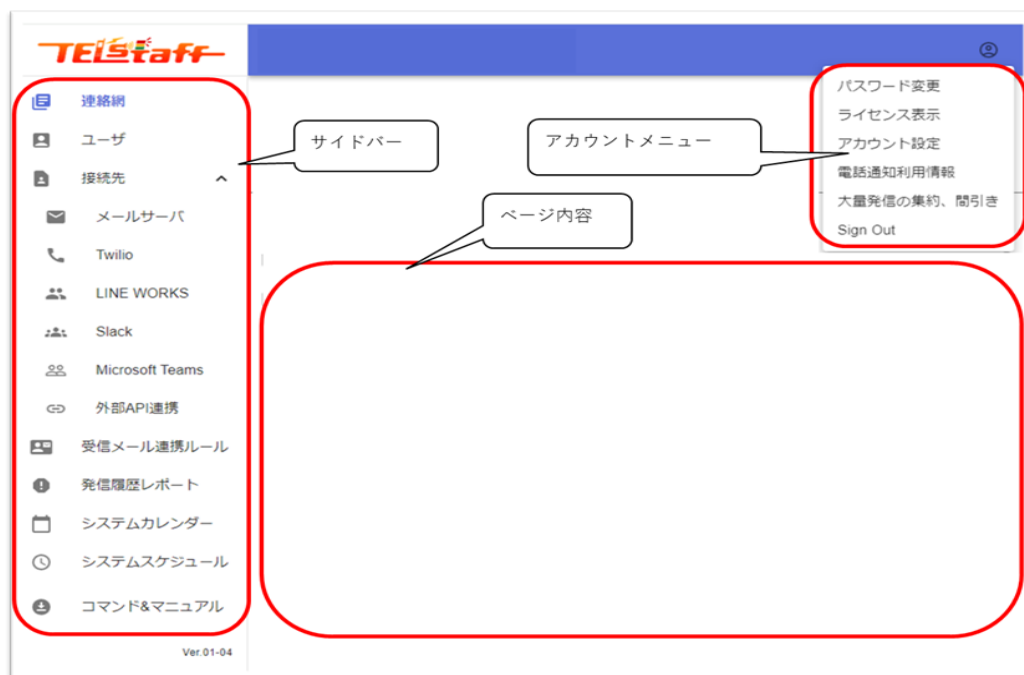 TELstaff
連絡網
ユーザ
接続先
メールサーバ
Twilio
LINE WORKS
Slack
Microsoft Teams
外部API連携
受信メール連携ルール
発信履歴レポート
システムカレンダー
システムスケジュール
コマンド&マニュアル
Ver.01-04
サイドバー
アカウントメニュー
ページ内容
パスワード変更
ライセンス表示
アカウント設定
電話通知利用情報
大量発信の集約、間引き
Sign Out